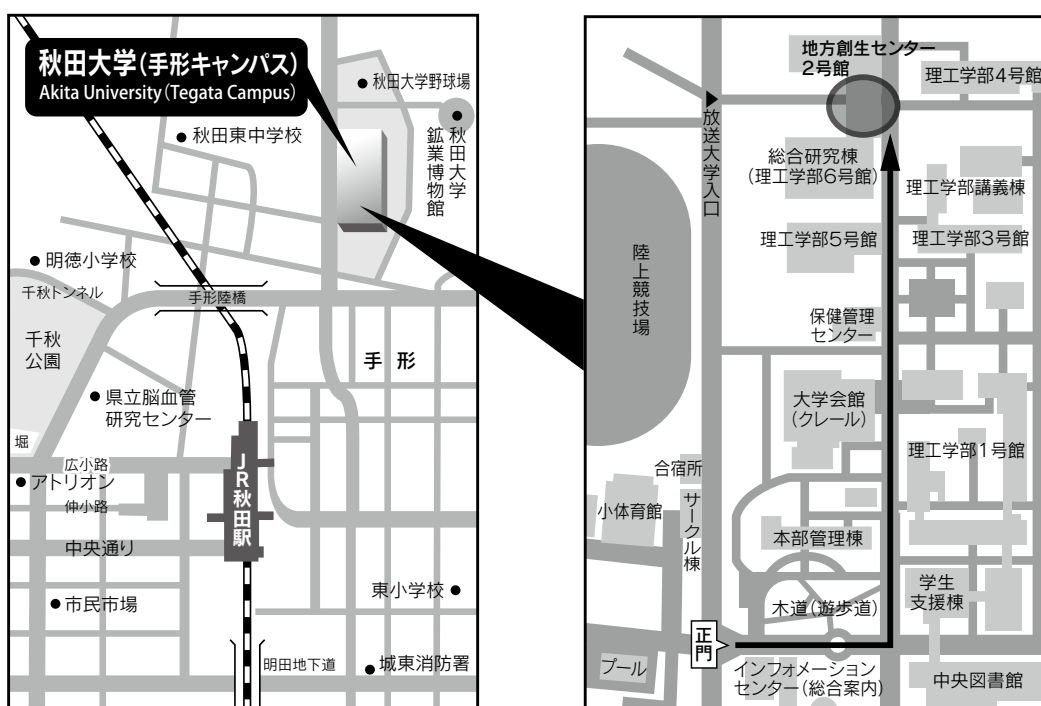 秋田大学(手形キャンパス)
Akita University(Tegata Campus)
秋田大学野球場
秋田東中学校
秋田大学
鉱業博物館
明徳小学校
千秋トンネル
手形陸橋
千秋
公園
手形
県立脳血管
研究センター
堀
広小路
アトリオン
仲小路
JR秋田駅
中央通り
市民市場
東小学校
明田地下道
城東消防署
地方創生センター
2号館
理工学部4号館
放送大学入口
総合研究棟
(理工学部6号館)
理工学部講義棟
理工学部5号館
理工学部3号館
陸上競技場
保健管理
センター
大学会館
(クレール)
理工学部1号館
合宿所
小体育館
サークル棟
本部管理棟
学生
支援棟
木道(遊歩道)
正門
プール
インフォメーション
センター(総合案内)
中央図書館